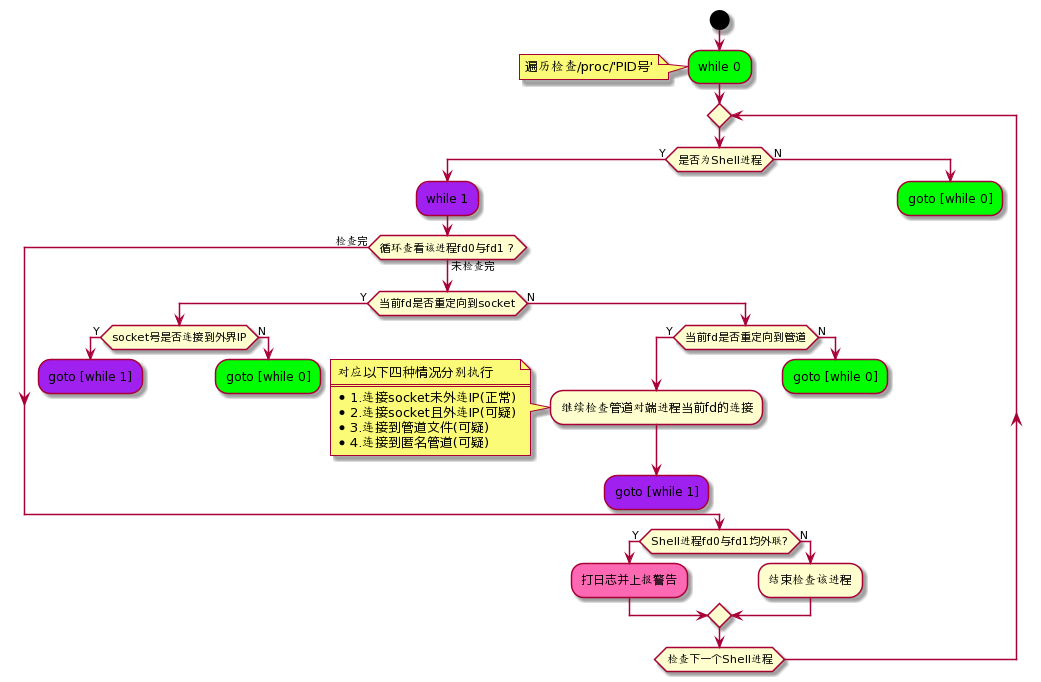 while 0
遍历检查/proc/'PID号'
是否为Shell进程
Y
N
while 1
goto [while 0]
循环查看该进程fd0与fd1？
检查完
未检查完
当前fd是否重定向到socket
Y
N
socket号是否连接到外界IP
Y
N
当前fd是否重定向到管道
Y
N
goto [while 1]
goto [while 0]
goto [while 0]
对应以下四种情况分别执行
• 1.连接socket未外连IP(正常)
• 2.连接socket且外连IP(可疑)
• 3.连接到管道文件(可疑)
• 4.连接到匿名管道(可疑)
继续检查管道对端进程当前fd的连接
goto [while 1]
Shell进程fd0与fd1均外联?
Y
N
打日志并上报警告
结束检查该进程
检查下一个Shell进程